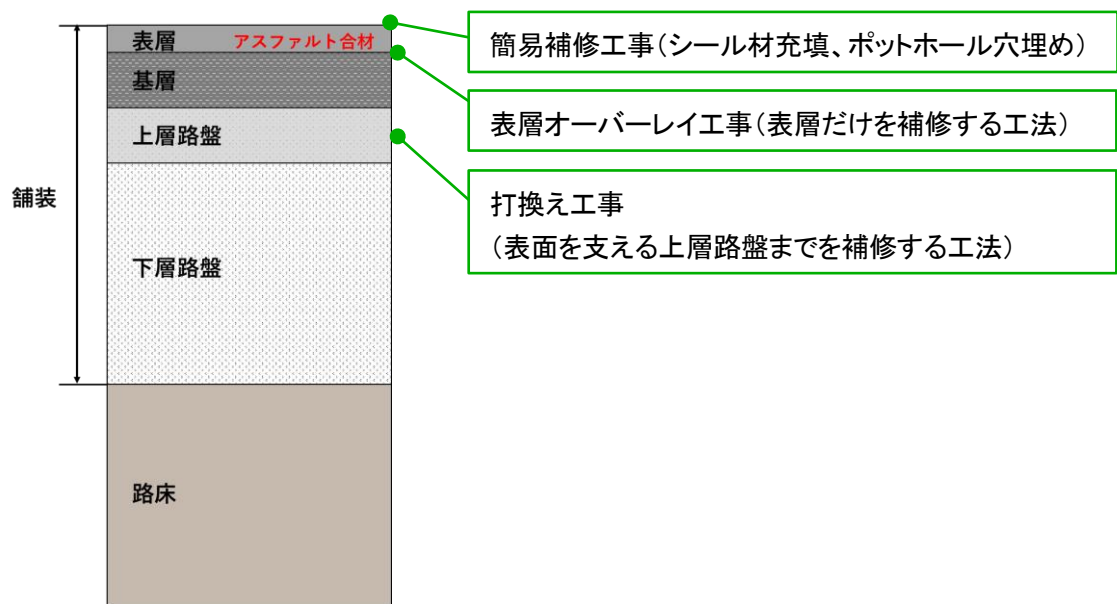 表層 アスファルト合材
基層
上層路盤
舗装
下層路盤
路床
簡易補修工事（シール材充填、ポットホール穴埋め）
表層オーバーレイ工事（表層だけを補修する工法）
打換え工事
（表面を支える上層路盤までを補修する工法）